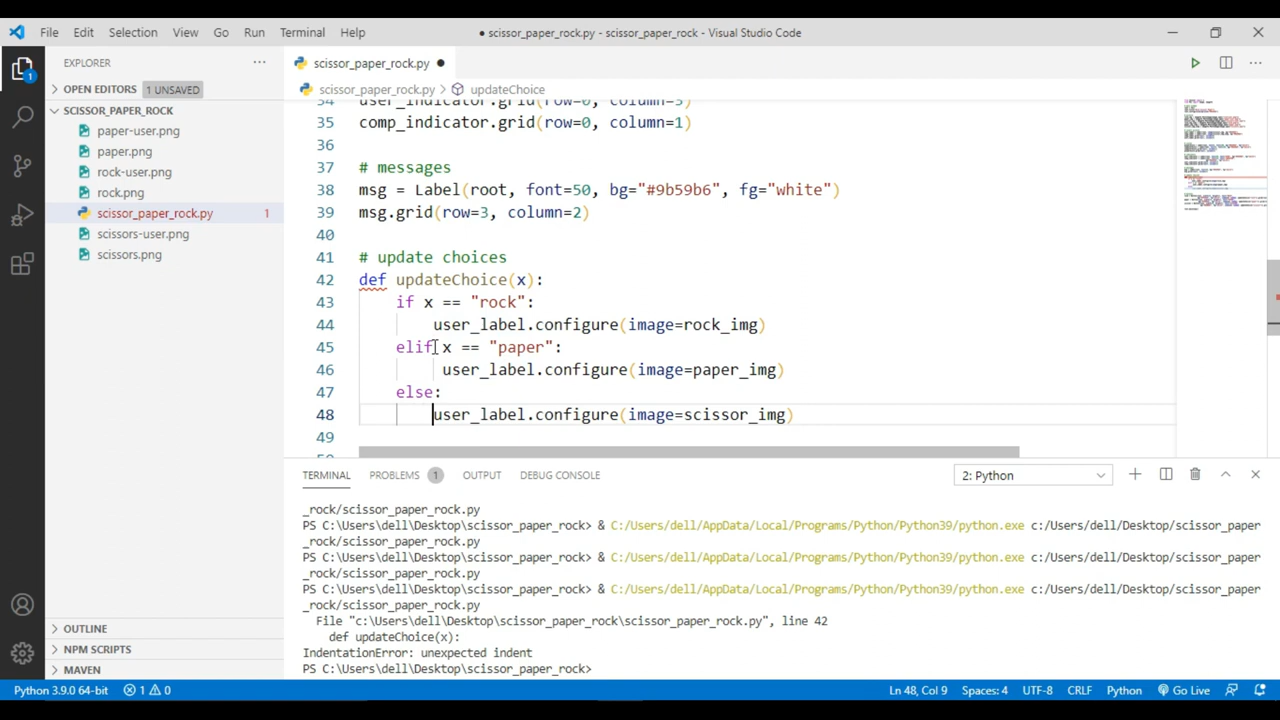 File Edit Selection View Go Run Terminal Help
● scissor_paper_rock.py - scissor_paper_rock - Visual Studio Code
EXPLORER
scissor_paper_rock.py
OPEN EDITORS 1 UNSAVED
scissor_paper_rock.py > updateChoice
SCISSOR_PAPER_ROCK
paper-user.png
paper.png
rock-user.png
rock.png
scissor_paper_rock.py 1
scissors-user.png
scissors.png
OUTLINE
NPM SCRIPTS
MAVEN
1
34 user_indicator.grid(row=0, column=3)
35 comp_indicator.grid(row=0, column=1)
36
37 # messages
38 msg = Label(root, font=50, bg="#9b59b6", fg="white")
39 msg.grid(row=3, column=2)
40
41 # update choices
42 def updateChoice(x):
43 if x == "rock":
44 user_label.configure(image=rock_img)
45 elif x == "paper":
46 user_label.configure(image=paper_img)
47 else:
48 user_label.configure(image=scissor_img)
49
TERMINAL PROBLEMS 1 OUTPUT DEBUG CONSOLE 2: Python
_rock/scissor_paper_rock.py
PS C:\Users\dell\Desktop\scissor_paper_rock> & C:/Users/dell/AppData/Local/Programs/Python/Python39/python.exe c:/Users/dell/Desktop/scissor_paper
_rock/scissor_paper_rock.py
PS C:\Users\dell\Desktop\scissor_paper_rock> & C:/Users/dell/AppData/Local/Programs/Python/Python39/python.exe c:/Users/dell/Desktop/scissor_paper
_rock/scissor_paper_rock.py
PS C:\Users\dell\Desktop\scissor_paper_rock> & C:/Users/dell/AppData/Local/Programs/Python/Python39/python.exe c:/Users/dell/Desktop/scissor_paper
_rock/scissor_paper_rock.py
File "c:\Users\dell\Desktop\scissor_paper_rock\scissor_paper_rock.py", line 42
def updateChoice(x):
IndentationError: unexpected indent
PS C:\Users\dell\Desktop\scissor_paper_rock>
Python 3.9.0 64-bit 1 0 Ln 48, Col 9 Spaces: 4 UTF-8 CRLF Python Go Live